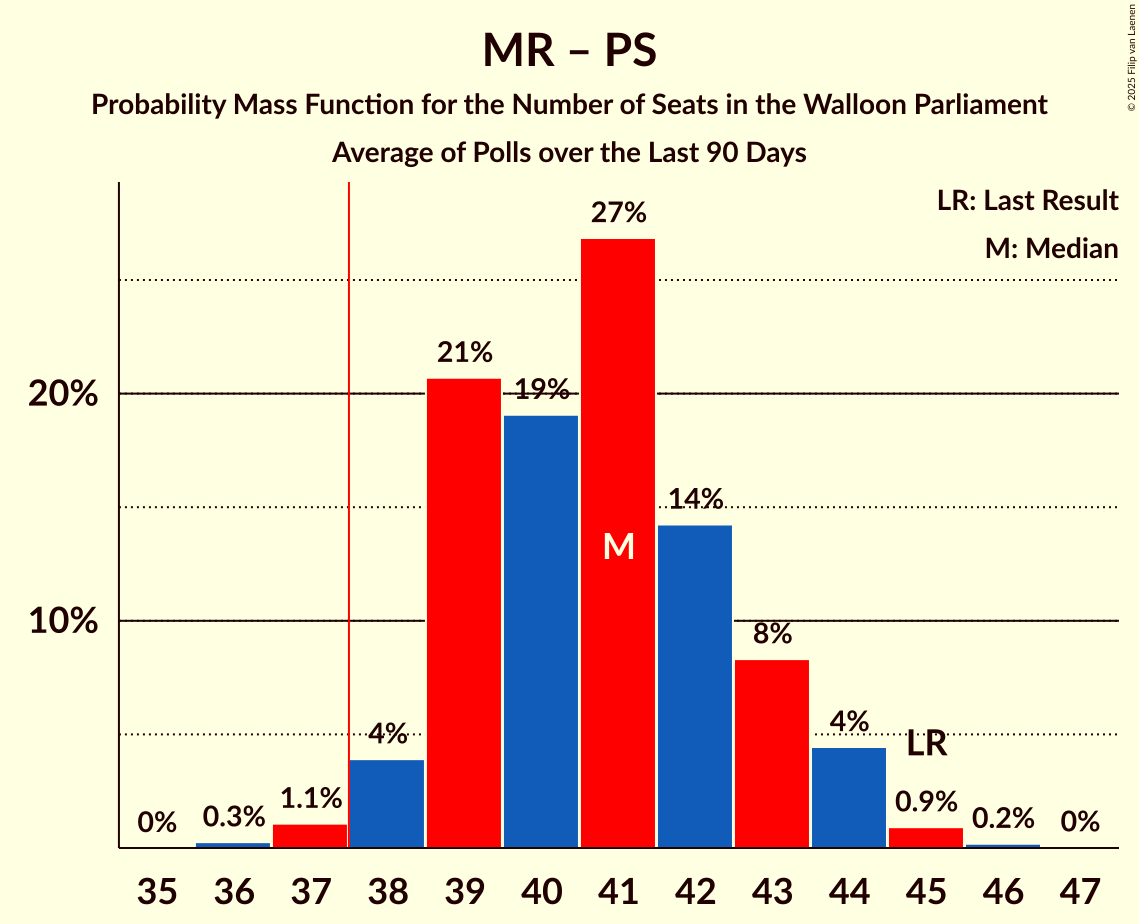 MR – PS
Probability Mass Function for the Number of Seats in the Walloon Parliament
Average of Polls over the Last 90 Days
© 2025 Filip van Laenen
LR: Last Result
M: Median
27%
21%
20%
19%
14%
M
10%
8%
4%
4%
LR
1.1%
0.9%
0%
0.3%
0.2%
0%
35 36 37 38 39 40 41 42 43 44 45 46 47